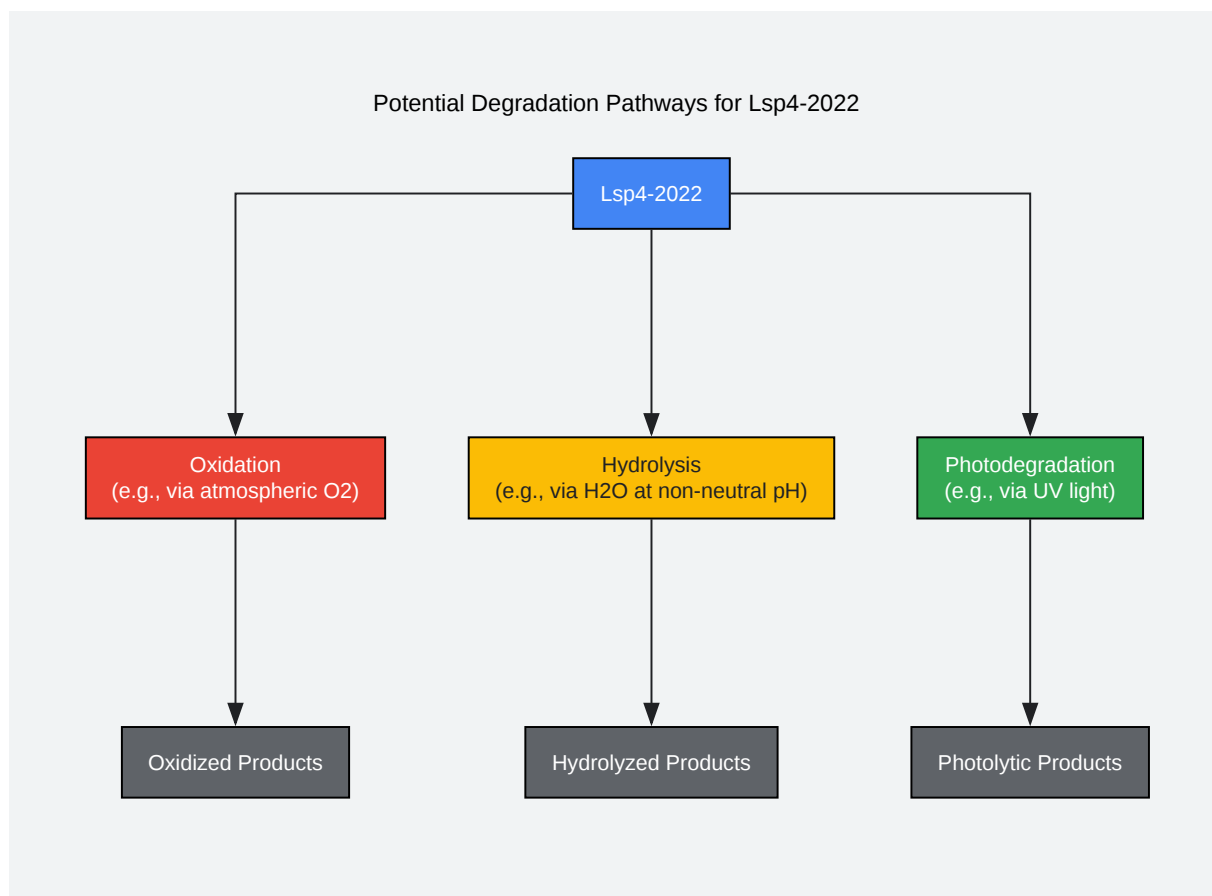 Potential Degradation Pathways for Lsp4-2022
Lsp4-2022
Oxidation
(e.g., via atmospheric O2)
Hydrolysis
(e.g., via H2O at non-neutral pH)
Photodegradation
(e.g., via UV light)
Oxidized Products
Hydrolyzed Products
Photolytic Products